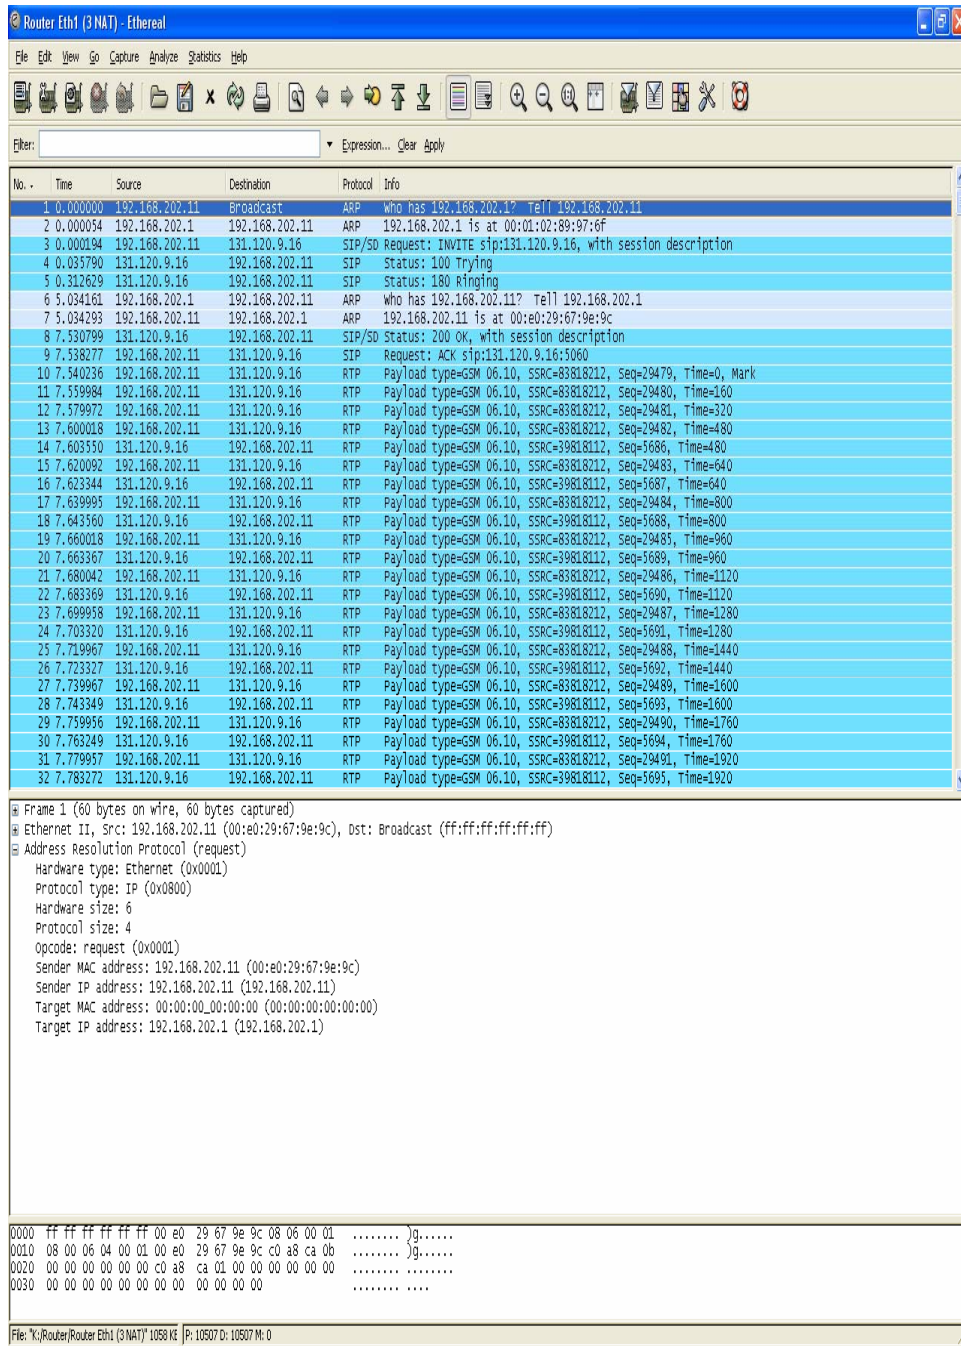 Router Eth1 (3 NAT) - Ethereal
File Edit View Go Capture Analyze Statistics Help
Filter: Expression... Clear Apply
No. Time Source Destination Protocol Info
1 0.000000 192.168.202.11 Broadcast ARP Who has 192.168.202.1? Tell 192.168.202.11
2 0.000054 192.168.202.1 192.168.202.11 ARP 192.168.202.1 is at 00:01:02:89:97:6f
3 0.000194 192.168.202.11 131.120.9.16 SIP/SD Request: INVITE sip:131.120.9.16, with session description
4 0.035790 131.120.9.16 192.168.202.11 SIP Status: 100 Trying
5 0.312629 131.120.9.16 192.168.202.11 SIP Status: 180 Ringing
6 5.034161 192.168.202.1 192.168.202.11 ARP Who has 192.168.202.11? Tell 192.168.202.1
7 5.034293 192.168.202.11 192.168.202.1 ARP 192.168.202.11 is at 00:e0:29:67:9e:9c
8 7.530799 131.120.9.16 192.168.202.11 SIP/SD Status: 200 OK, with session description
9 7.538277 192.168.202.11 131.120.9.16 SIP Request: ACK sip:131.120.9.16:5060
10 7.540236 192.168.202.11 131.120.9.16 RTP Payload type=GSM 06.10, SSRC=83818212, Seq=29479, Time=0, Mark
11 7.559984 192.168.202.11 131.120.9.16 RTP Payload type=GSM 06.10, SSRC=83818212, Seq=29480, Time=160
12 7.579972 192.168.202.11 131.120.9.16 RTP Payload type=GSM 06.10, SSRC=83818212, Seq=29481, Time=320
13 7.600018 192.168.202.11 131.120.9.16 RTP Payload type=GSM 06.10, SSRC=83818212, Seq=29482, Time=480
14 7.603550 131.120.9.16 192.168.202.11 RTP Payload type=GSM 06.10, SSRC=39818112, Seq=5686, Time=480
15 7.620092 192.168.202.11 131.120.9.16 RTP Payload type=GSM 06.10, SSRC=83818212, Seq=29483, Time=640
16 7.623344 131.120.9.16 192.168.202.11 RTP Payload type=GSM 06.10, SSRC=39818112, Seq=5687, Time=640
17 7.639995 192.168.202.11 131.120.9.16 RTP Payload type=GSM 06.10, SSRC=83818212, Seq=29484, Time=800
18 7.643560 131.120.9.16 192.168.202.11 RTP Payload type=GSM 06.10, SSRC=39818112, Seq=5688, Time=800
19 7.660018 192.168.202.11 131.120.9.16 RTP Payload type=GSM 06.10, SSRC=83818212, Seq=29485, Time=960
20 7.663367 131.120.9.16 192.168.202.11 RTP Payload type=GSM 06.10, SSRC=39818112, Seq=5689, Time=960
21 7.680042 192.168.202.11 131.120.9.16 RTP Payload type=GSM 06.10, SSRC=83818212, Seq=29486, Time=1120
22 7.683369 131.120.9.16 192.168.202.11 RTP Payload type=GSM 06.10, SSRC=39818112, Seq=5690, Time=1120
23 7.699958 192.168.202.11 131.120.9.16 RTP Payload type=GSM 06.10, SSRC=83818212, Seq=29487, Time=1280
24 7.703320 131.120.9.16 192.168.202.11 RTP Payload type=GSM 06.10, SSRC=39818112, Seq=5691, Time=1280
25 7.719967 192.168.202.11 131.120.9.16 RTP Payload type=GSM 06.10, SSRC=83818212, Seq=29488, Time=1440
26 7.723327 131.120.9.16 192.168.202.11 RTP Payload type=GSM 06.10, SSRC=39818112, Seq=5692, Time=1440
27 7.739967 192.168.202.11 131.120.9.16 RTP Payload type=GSM 06.10, SSRC=83818212, Seq=29489, Time=1600
28 7.743349 131.120.9.16 192.168.202.11 RTP Payload type=GSM 06.10, SSRC=39818112, Seq=5693, Time=1600
29 7.759956 192.168.202.11 131.120.9.16 RTP Payload type=GSM 06.10, SSRC=83818212, Seq=29490, Time=1760
30 7.763249 131.120.9.16 192.168.202.11 RTP Payload type=GSM 06.10, SSRC=39818112, Seq=5694, Time=1760
31 7.779957 192.168.202.11 131.120.9.16 RTP Payload type=GSM 06.10, SSRC=83818212, Seq=29491, Time=1920
32 7.783272 131.120.9.16 192.168.202.11 RTP Payload type=GSM 06.10, SSRC=39818112, Seq=5695, Time=1920
Frame 1 (60 bytes on wire, 60 bytes captured)
Ethernet II, Src: 192.168.202.11 (00:e0:29:67:9e:9c), Dst: Broadcast (ff:ff:ff:ff:ff:ff)
Address Resolution Protocol (request)
Hardware type: Ethernet (0x0001)
Protocol type: IP (0x0800)
Hardware size: 6
Protocol size: 4
Opcode: request (0x0001)
Sender MAC address: 192.168.202.11 (00:e0:29:67:9e:9c)
Sender IP address: 192.168.202.11 (192.168.202.11)
Target MAC address: 00:00:00_00:00:00 (00:00:00:00:00:00)
Target IP address: 192.168.202.1 (192.168.202.1)
0000 ff ff ff ff ff ff 00 e0 29 67 9e 9c 08 06 00 01 ........ )g......
0010 08 00 06 04 00 01 00 e0 29 67 9e 9c c0 a8 ca 0b ........ )g......
0020 00 00 00 00 00 00 c0 a8 ca 01 00 00 00 00 00 00 ........ ........
0030 00 00 00 00 00 00 00 00 00 00 00 00 ........ ....
File: "K:/Router/Router Eth1 (3 NAT)" 1058 KE P: 10507 D: 10507 M: 0